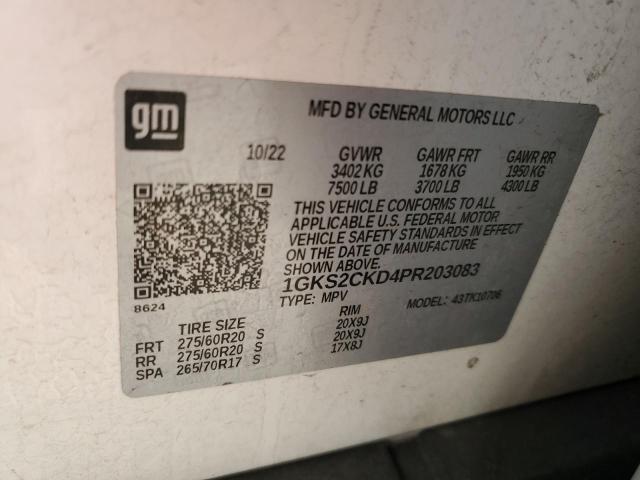 gm
MFD BY GENERAL MOTORS LLC
10/22 GVWR GAWR FRT GAWR RR
3402 KG 1678 KG 1950 KG
7500 LB 3700 LB 4300 LB
THIS VEHICLE CONFORMS TO ALL
APPLICABLE U.S. FEDERAL MOTOR
VEHICLE SAFETY STANDARDS IN EFFECT
ON THE DATE OF MANUFACTURE
SHOWN ABOVE.
1GKS2CKD4PR203083
8624 TYPE: MPV MODEL: 43TK10706
TIRE SIZE RIM
FRT 275/60R20 S 20X9J
RR 275/60R20 S 20X9J
SPA 265/70R17 S 17X8J